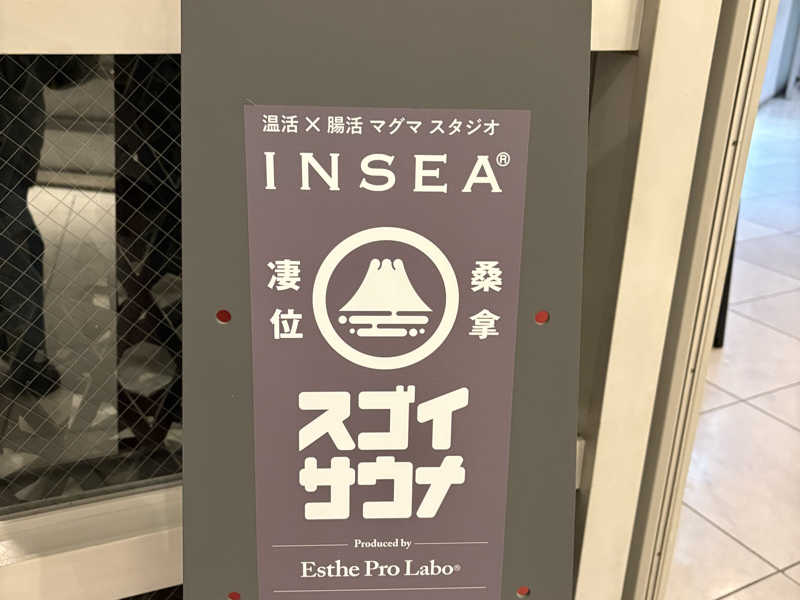 温活 × 腸活 マグマ スタジオ
INSEA®
凄位
桑拿
スゴイ
サウナ
Produced by
Esthe Pro Labo®